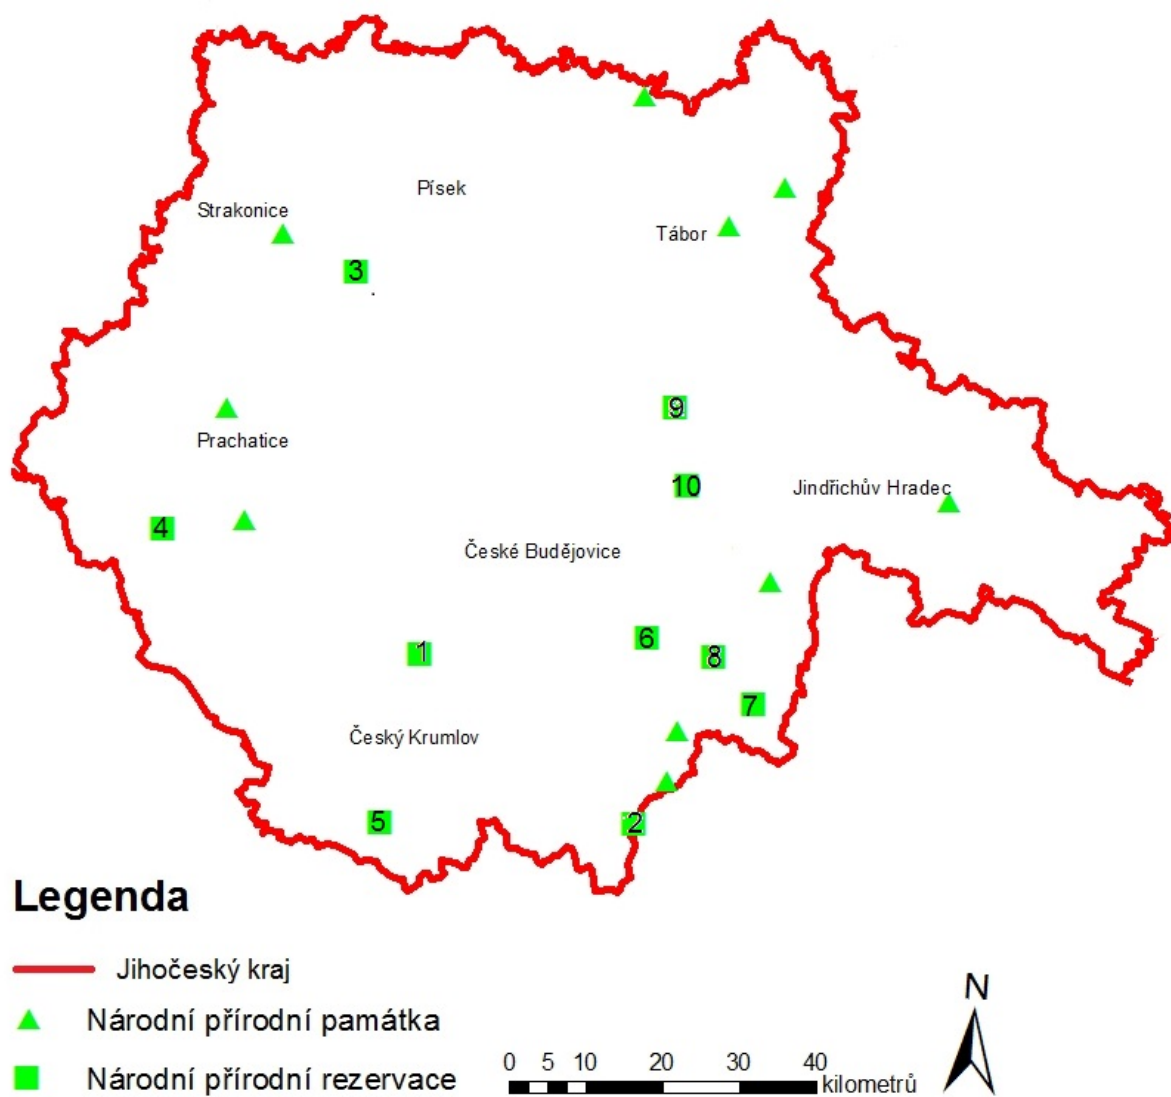 Písek
Strakonice
Tábor
3
9
Prachatice
10
Jindřichův Hradec
4
České Budějovice
6
1
8
7
Český Krumlov
5
2
Legenda
Jihočeský kraj
N
Národní přírodní památka
0 5 10 20 30 40
Národní přírodní rezervace
kilometrů